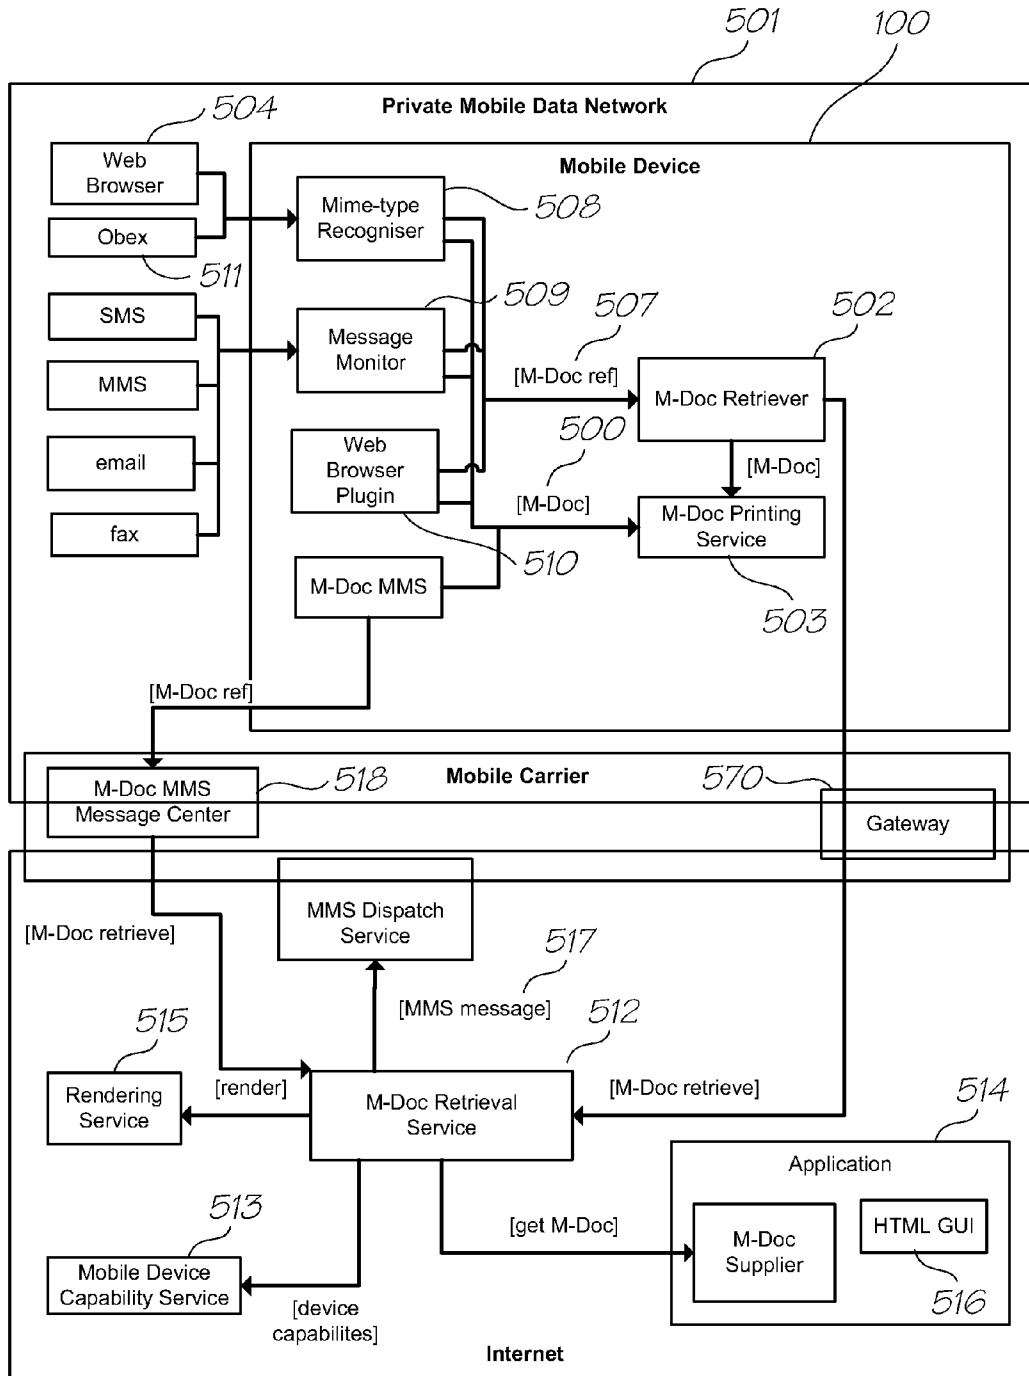 501
100
Private Mobile Data Network
504
Web
Browser
Mobile Device
Mime-type
Recogniser
508
Obex
511
509
SMS
507
502
Message
Monitor
MMS
[M-Doc ref]
M-Doc Retriever
500
email
Web
Browser
Plugin
[M-Doc]
[M-Doc]
M-Doc Printing
Service
fax
510
M-Doc MMS
503
[M-Doc ref]
Mobile Carrier
M-Doc MMS
Message Center
518
570
Gateway
MMS Dispatch
Service
[M-Doc retrieve]
517
[MMS message]
512
515
[render]
[M-Doc retrieve]
514
Rendering
Service
M-Doc Retrieval
Service
Application
513
[get M-Doc]
M-Doc
Supplier
HTML GUI
Mobile Device
Capability Service
516
[device
capabilites]
Internet